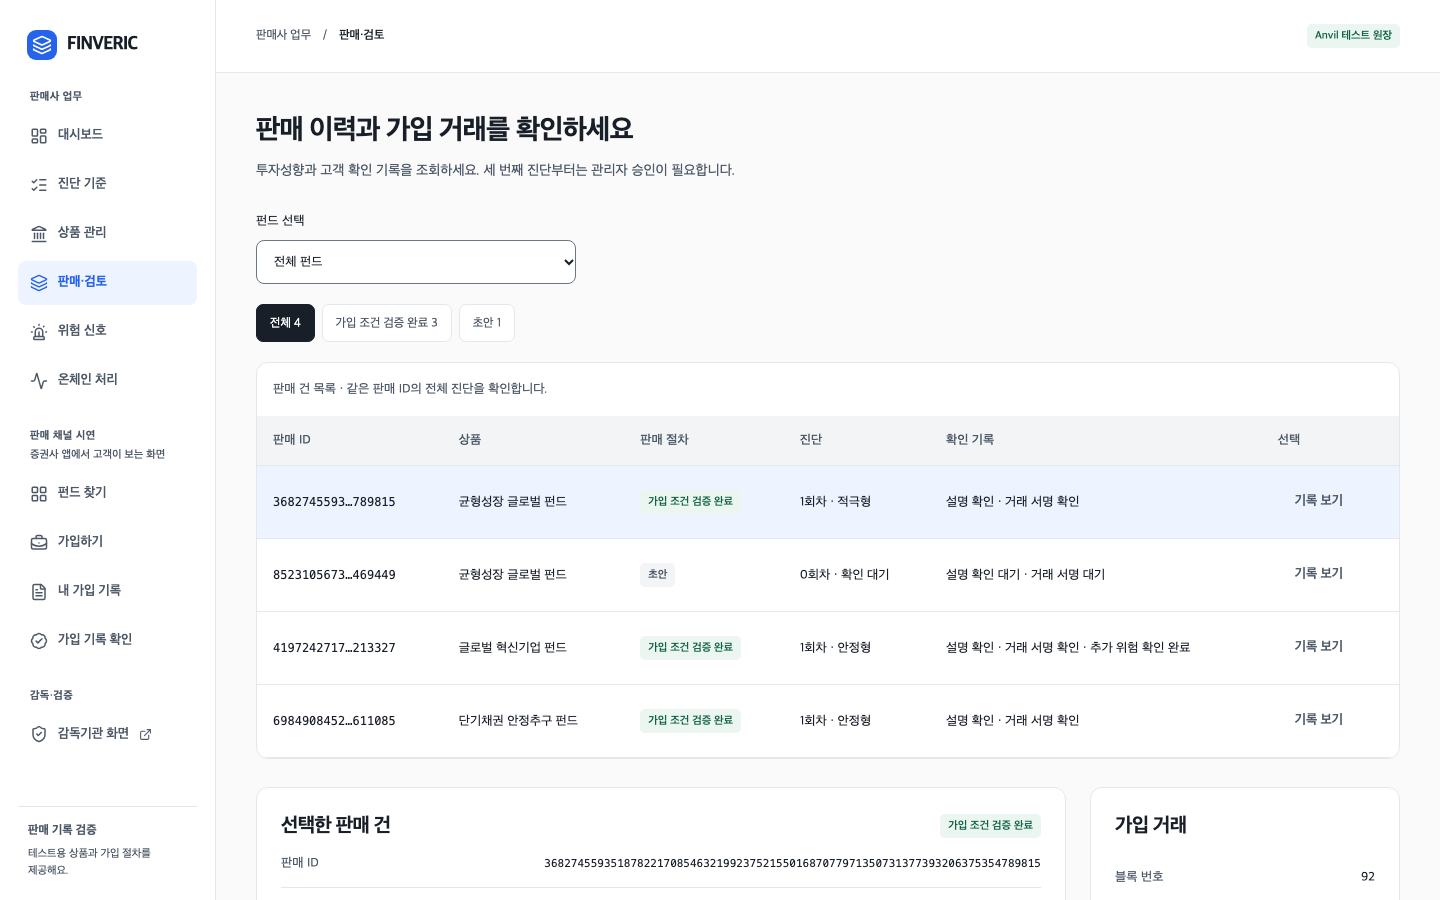 FINVERIC
판매사 업무
대시보드
진단 기준
상품 관리
판매·검토
위험 신호
온체인 처리
판매 채널 시연
증권사 앱에서 고객이 보는 화면
펀드 찾기
가입하기
내 가입 기록
가입 기록 확인
감독·검증
감독기관 화면
판매 기록 검증
테스트용 상품과 가입 절차를
제공해요.
판매사 업무 / 판매·검토
Anvil 테스트 원장
판매 이력과 가입 거래를 확인하세요
투자성향과 고객 확인 기록을 조회하세요. 세 번째 진단부터는 관리자 승인이 필요합니다.
펀드 선택
전체 펀드
전체 4 가입 조건 검증 완료 3 초안 1
판매 건 목록 · 같은 판매 ID의 전체 진단을 확인합니다.
판매 ID 상품 판매 절차 진단 확인 기록 선택
3682745593…789815 균형성장 글로벌 펀드 가입 조건 검증 완료 1회차 · 적극형 설명 확인 · 거래 서명 확인 기록 보기
8523105673…469449 균형성장 글로벌 펀드 초안 0회차 · 확인 대기 설명 확인 대기 · 거래 서명 대기 기록 보기
4197242717…213327 글로벌 혁신기업 펀드 가입 조건 검증 완료 1회차 · 안정형 설명 확인 · 거래 서명 확인 · 추가 위험 확인 완료 기록 보기
6984908452…611085 단기채권 안정추구 펀드 가입 조건 검증 완료 1회차 · 안정형 설명 확인 · 거래 서명 확인 기록 보기
선택한 판매 건 가입 조건 검증 완료
판매 ID 368274559351878221708546321992375215501687077971350731377393206375354789815
가입 거래
블록 번호 92